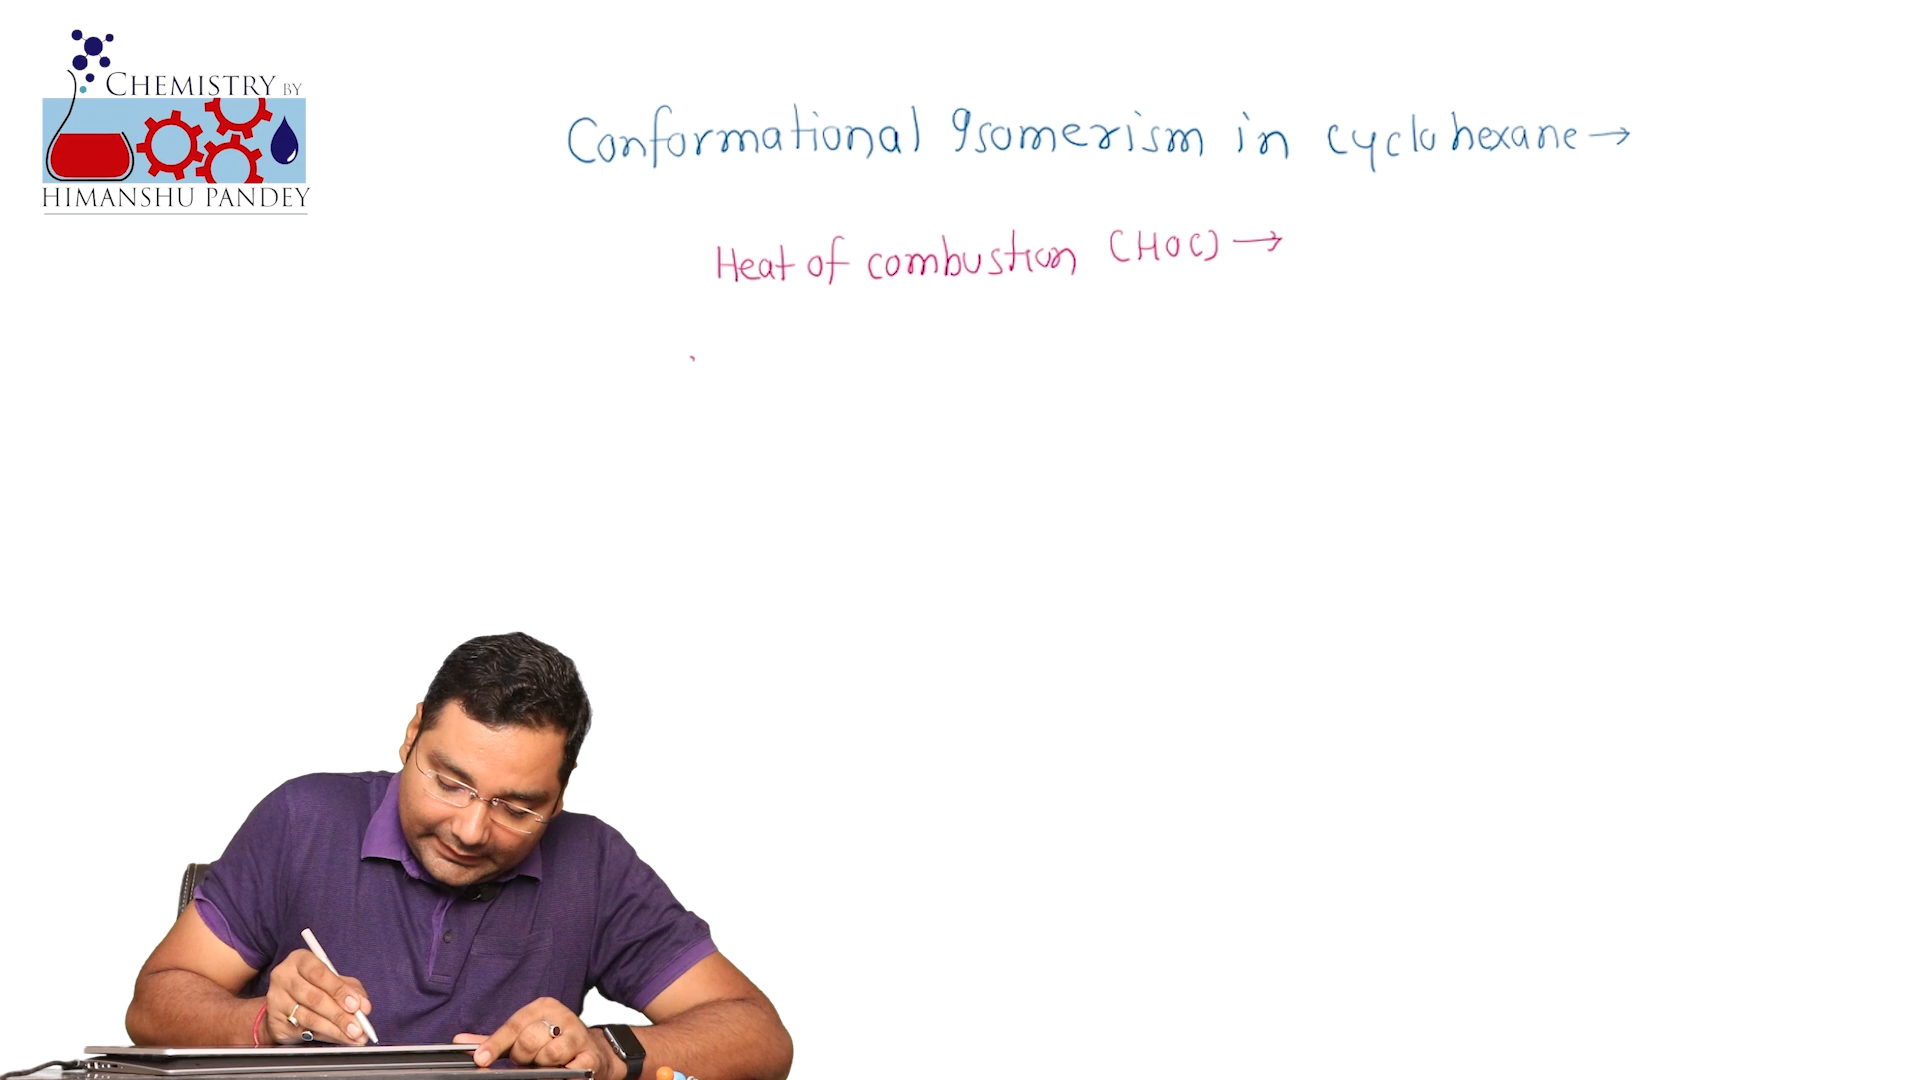 CHEMISTRY BY
HIMANSHU PANDEY
Conformational Isomerism in cyclohexane →
Heat of combustion (HOC) →